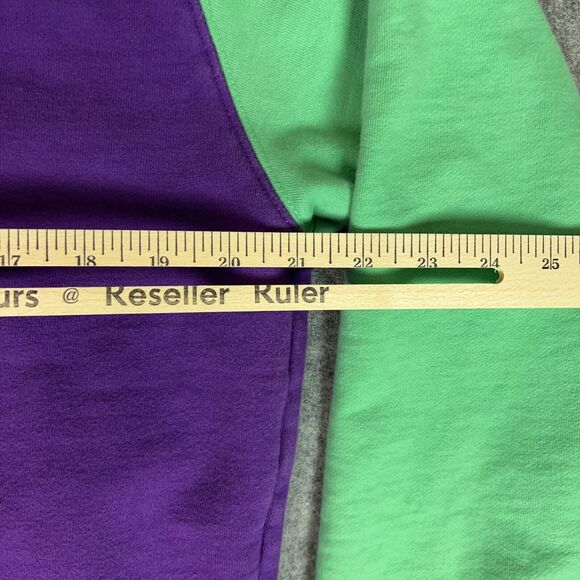 17 18 19 20 21 22 23 24 25
urs @ Reseller Ruler